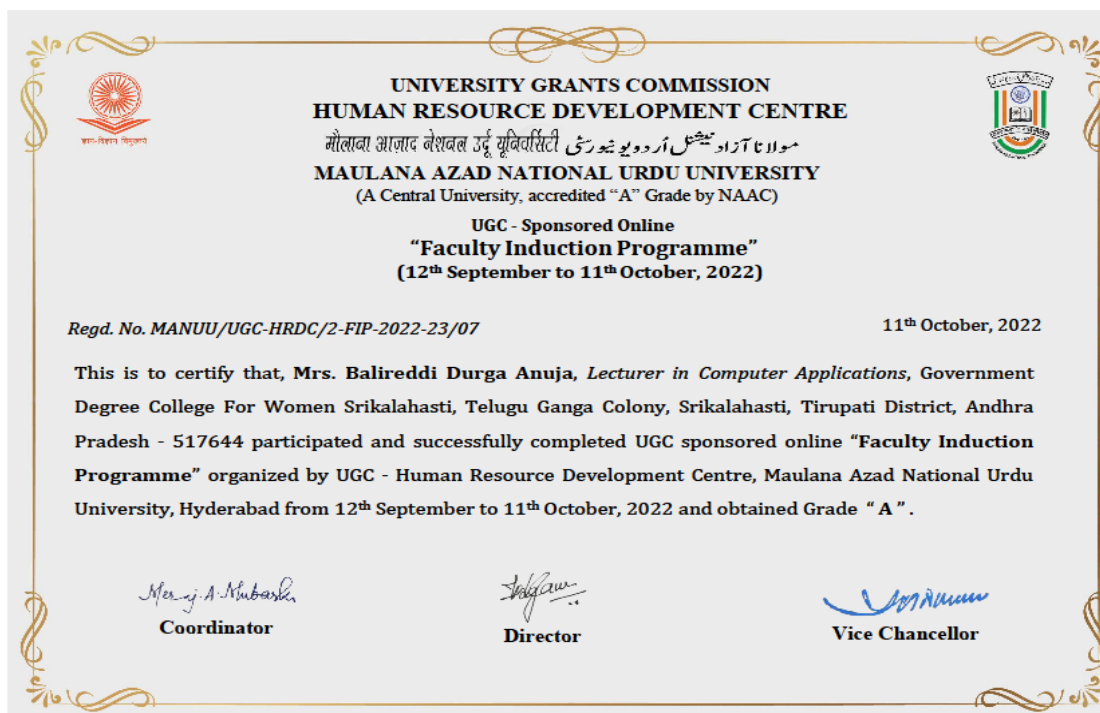 UNIVERSITY GRANTS COMMISSION
HUMAN RESOURCE DEVELOPMENT CENTRE
मौलाना आज़ाद नेशनल उर्दू यूनिवर्सिटी مولانا آزاد نیشنل اُردو یونیورسٹی
MAULANA AZAD NATIONAL URDU UNIVERSITY
(A Central University, accredited “A” Grade by NAAC)
ज्ञान-विज्ञान विमुक्तये
UGC - Sponsored Online
“Faculty Induction Programme”
(12th September to 11th October, 2022)
Regd. No. MANUU/UGC-HRDC/2-FIP-2022-23/07
11th October, 2022
This is to certify that, Mrs. Balireddi Durga Anuja, Lecturer in Computer Applications, Government
Degree College For Women Srikalahasti, Telugu Ganga Colony, Srikalahasti, Tirupati District, Andhra
Pradesh - 517644 participated and successfully completed UGC sponsored online “Faculty Induction
Programme” organized by UGC - Human Resource Development Centre, Maulana Azad National Urdu
University, Hyderabad from 12th September to 11th October, 2022 and obtained Grade “ A ” .
Coordinator
Director
Vice Chancellor